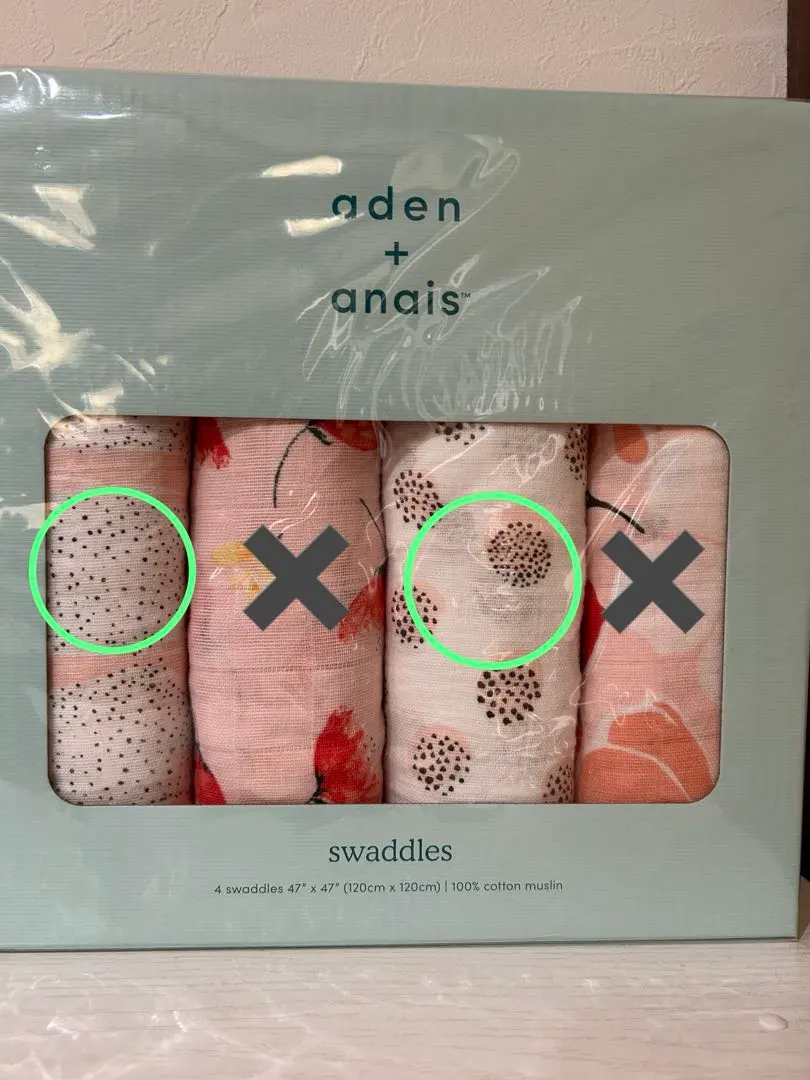 aden
+
anais™
swaddles
4 swaddles 47" x 47" (120cm x 120cm) | 100% cotton muslin